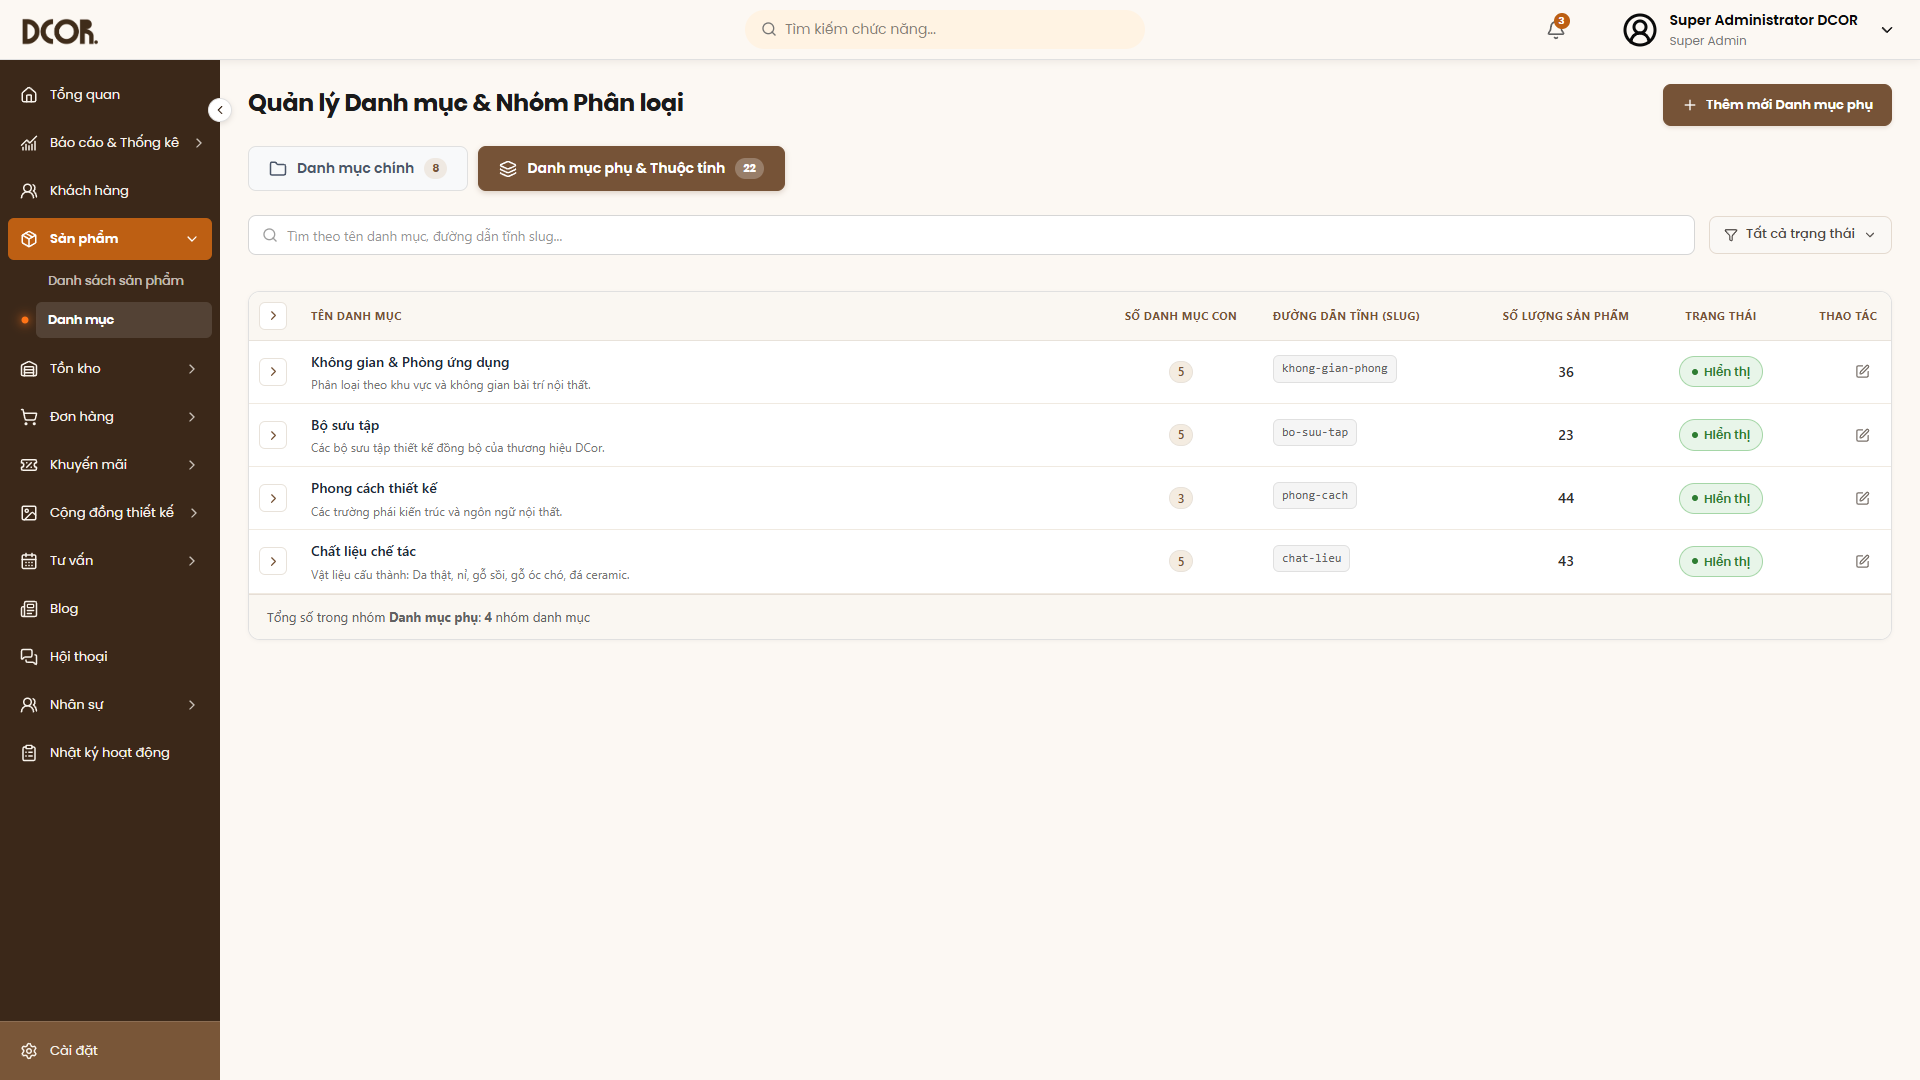 DCOR.
Tìm kiếm chức năng...
3
Super Administrator DCOR
Super Admin
Tổng quan
Báo cáo & Thống kê
Khách hàng
Sản phẩm
Danh sách sản phẩm
Danh mục
Tồn kho
Đơn hàng
Khuyến mãi
Cộng đồng thiết kế
Tư vấn
Blog
Hội thoại
Nhân sự
Nhật ký hoạt động
Cài đặt
Quản lý Danh mục & Nhóm Phân loại
Thêm mới Danh mục phụ
Danh mục chính 8
Danh mục phụ & Thuộc tính 22
Tìm theo tên danh mục, đường dẫn tĩnh slug...
Tất cả trạng thái
TÊN DANH MỤC SỐ DANH MỤC CON ĐƯỜNG DẪN TĨNH (SLUG) SỐ LƯỢNG SẢN PHẨM TRẠNG THÁI THAO TÁC
Không gian & Phòng ứng dụng
Phân loại theo khu vực và không gian bài trí nội thất.
5 khong-gian-phong 36 Hiển thị
Bộ sưu tập
Các bộ sưu tập thiết kế đồng bộ của thương hiệu DCor.
5 bo-suu-tap 23 Hiển thị
Phong cách thiết kế
Các trường phái kiến trúc và ngôn ngữ nội thất.
3 phong-cach 44 Hiển thị
Chất liệu chế tác
Vật liệu cấu thành: Da thật, nỉ, gỗ sồi, gỗ óc chó, đá ceramic.
5 chat-lieu 43 Hiển thị
Tổng số trong nhóm Danh mục phụ: 4 nhóm danh mục